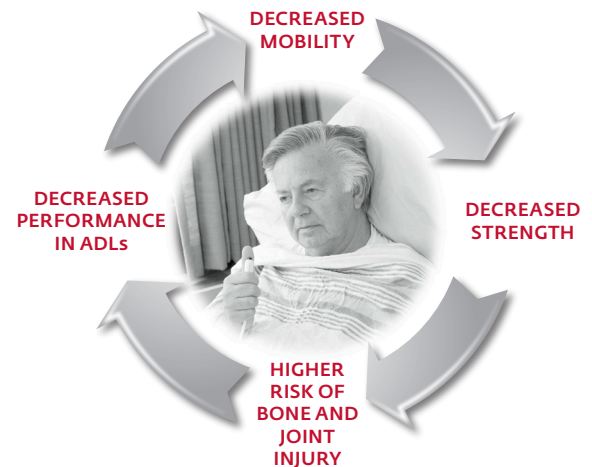 DECREASED
MOBILITY
DECREASED
STRENGTH
HIGHER
RISK OF
BONE AND
JOINT
INJURY
DECREASED
PERFORMANCE
IN ADLs